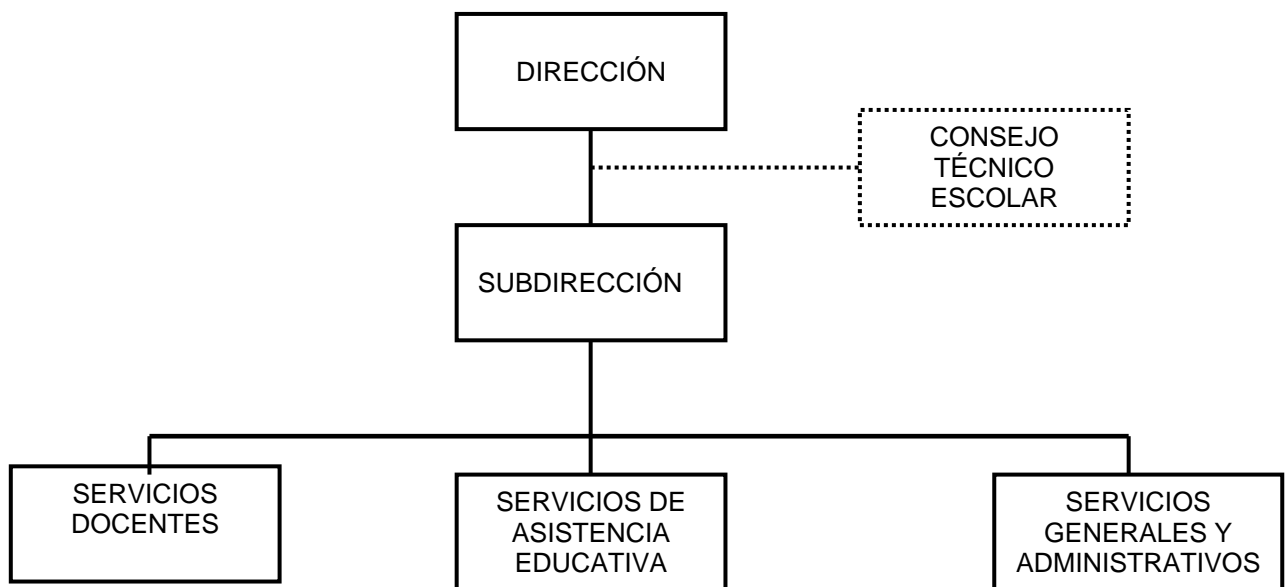 DIRECCIÓN
CONSEJO
TÉCNICO
ESCOLAR
SUBDIRECCIÓN
SERVICIOS
DOCENTES
SERVICIOS DE
ASISTENCIA
EDUCATIVA
SERVICIOS
GENERALES Y
ADMINISTRATIVOS